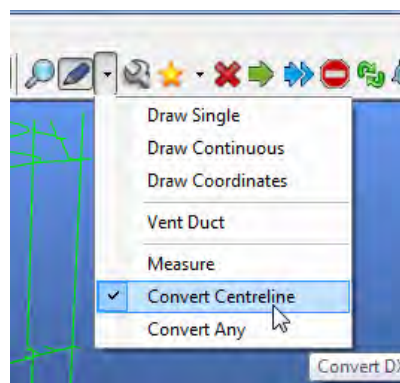 Draw Single
Draw Continuous
Draw Coordinates
Vent Duct
Measure
Convert Centreline
Convert Any
Convert DX